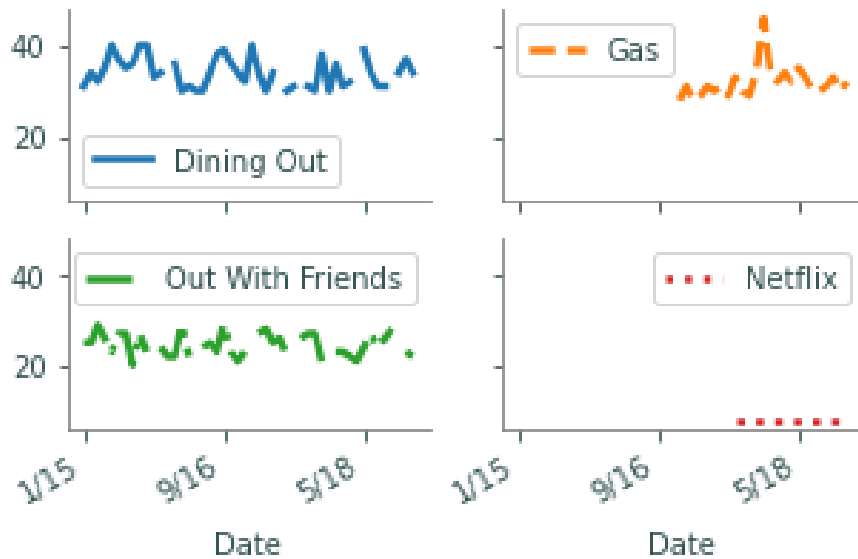 40
20
Dining Out
Gas
40
20
Out With Friends
Netflix
1/15
9/16
5/18
1/15
9/16
5/18
Date
Date